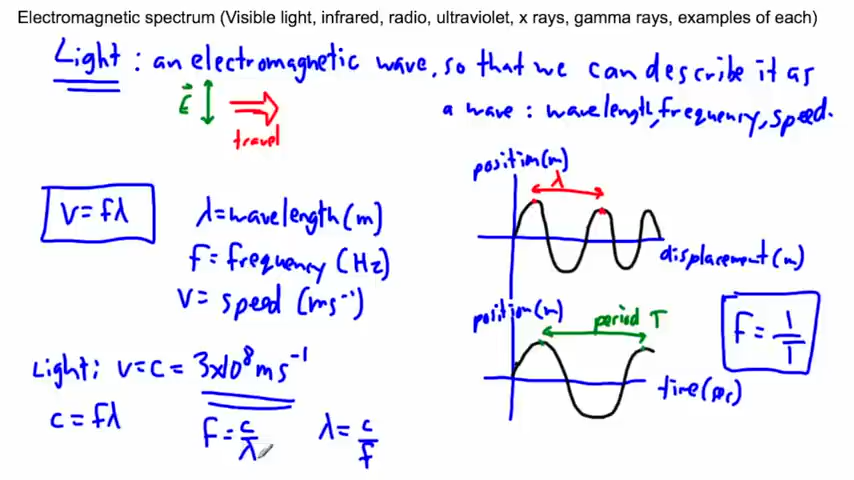 Electromagnetic spectrum (Visible light, infrared, radio, ultraviolet, x rays, gamma rays, examples of each)
Light: an electromagnetic wave, so that we can describe it as
a wave: wavelength, frequency, speed.
E
travel
v = fλ
λ = wavelength (m)
f = frequency (Hz)
v = speed (ms⁻¹)
position (m)
λ
displacement (m)
position (m)
period T
time (sec)
f = 1/T
Light: v = c = 3x10⁸ ms⁻¹
c = fλ
f = c/λ
λ = c/f